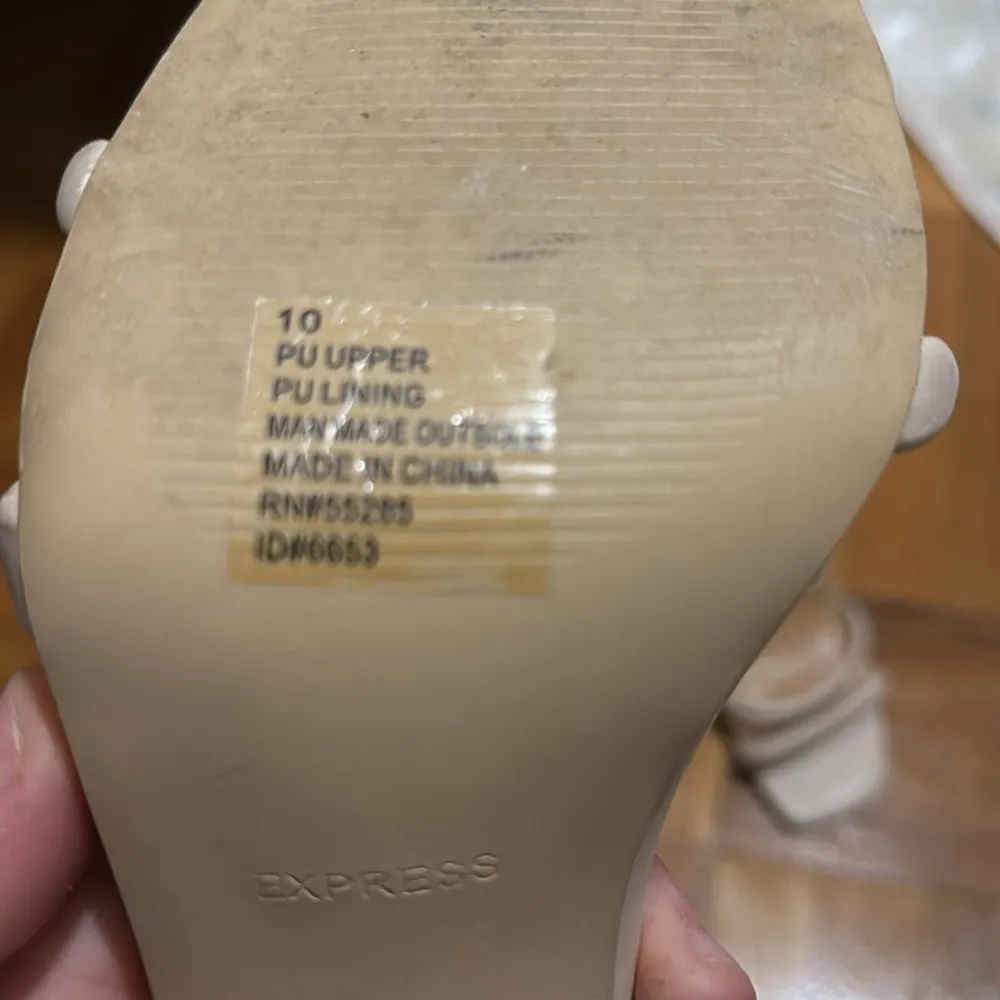 10
PU UPPER
PU LINING
MAN MADE OUTSOLE
MADE IN CHINA
RN#55285
ID#6653
EXPRESS